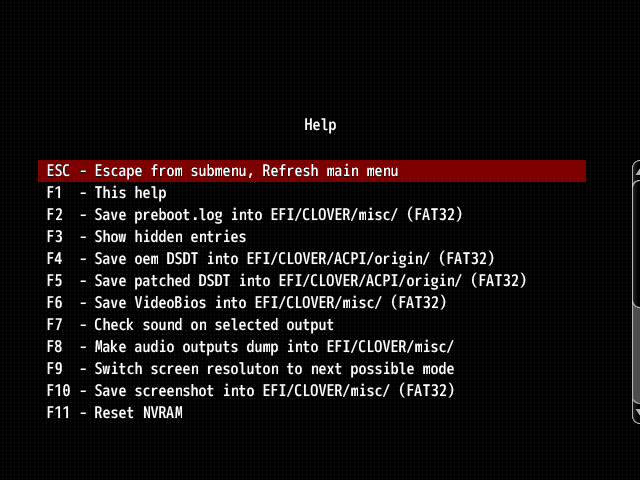 Help
ESC - Escape from submenu, Refresh main menu
F1  - This help
F2  - Save preboot.log into EFI/CLOVER/misc/ (FAT32)
F3  - Show hidden entries
F4  - Save oem DSDT into EFI/CLOVER/ACPI/origin/ (FAT32)
F5  - Save patched DSDT into EFI/CLOVER/ACPI/origin/ (FAT32)
F6  - Save VideoBios into EFI/CLOVER/misc/ (FAT32)
F7  - Check sound on selected output
F8  - Make audio outputs dump into EFI/CLOVER/misc/
F9  - Switch screen resoluton to next possible mode
F10 - Save screenshot into EFI/CLOVER/misc/ (FAT32)
F11 - Reset NVRAM